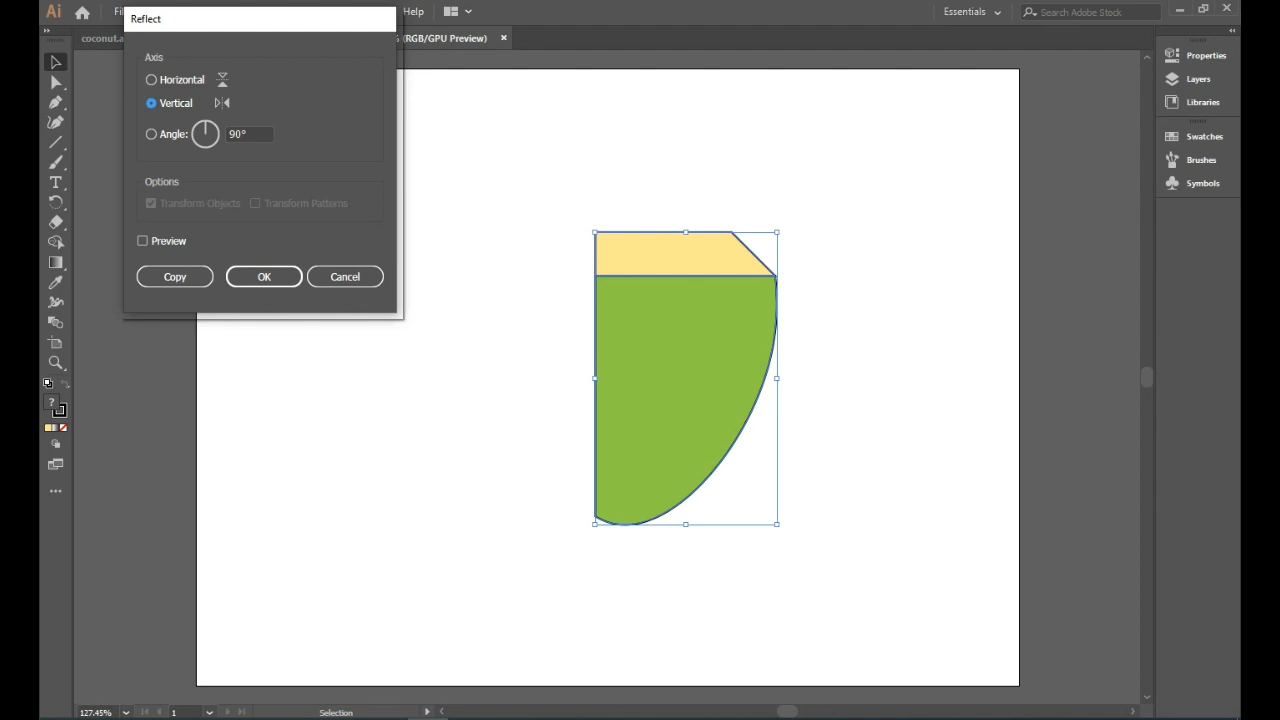 Ai
Fi
Help
Essentials
Search Adobe Stock
Reflect
coconut.a
% (RGB/GPU Preview)
Axis
Horizontal
Vertical
Angle: 90°
Options
Transform Objects
Transform Patterns
Preview
Copy
OK
Cancel
Properties
Layers
Libraries
Swatches
Brushes
Symbols
T
?
127.45%
1
Selection